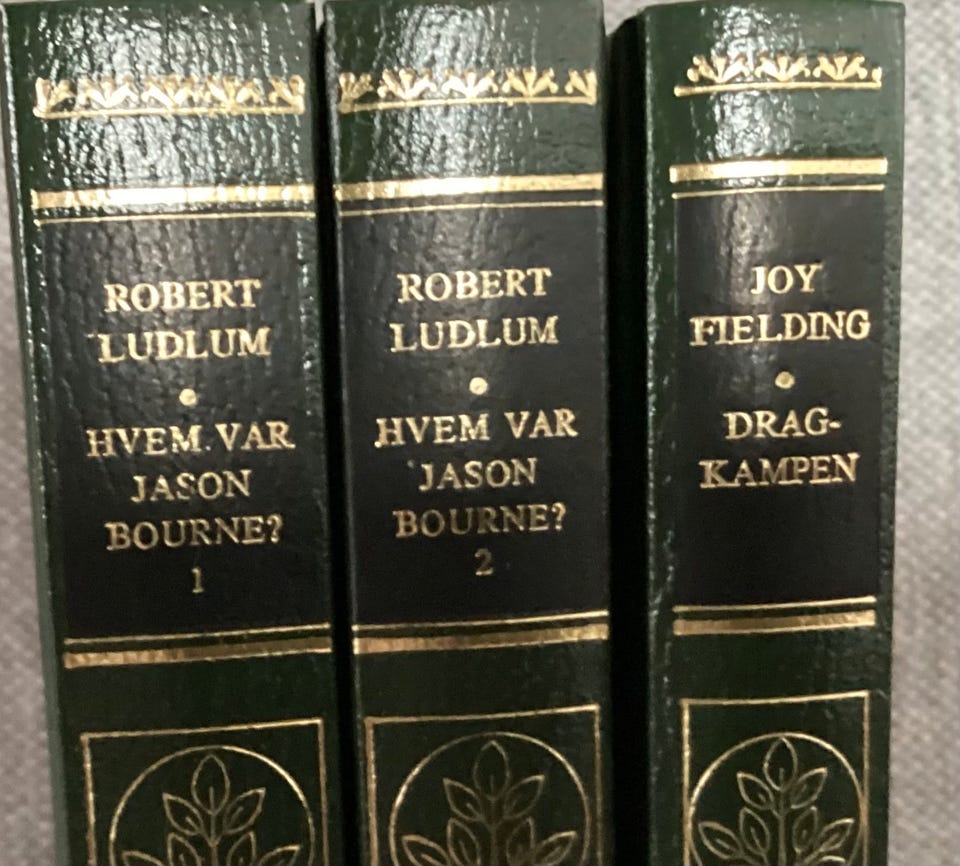 ROBERT
LUDLUM
HVEM VAR
JASON
BOURNE?
1
ROBERT
LUDLUM
HVEM VAR
JASON
BOURNE?
2
JOY
FIELDING
DRAG-
KAMPEN